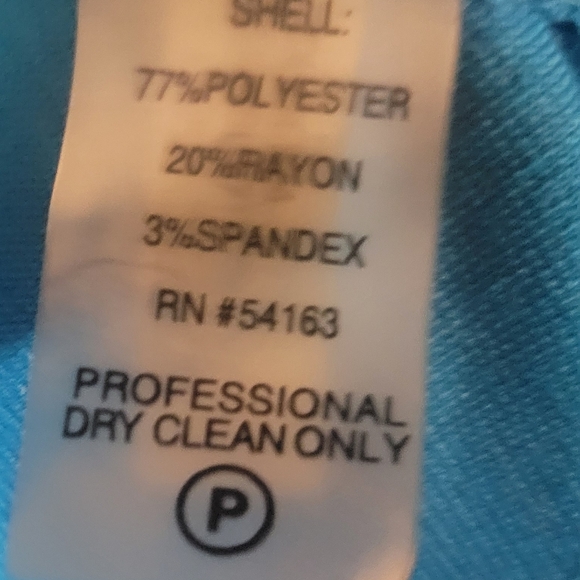 SHELL:
77%POLYESTER
20%RAYON
3%SPANDEX
RN #54163
PROFESSIONAL
DRY CLEAN ONLY
P